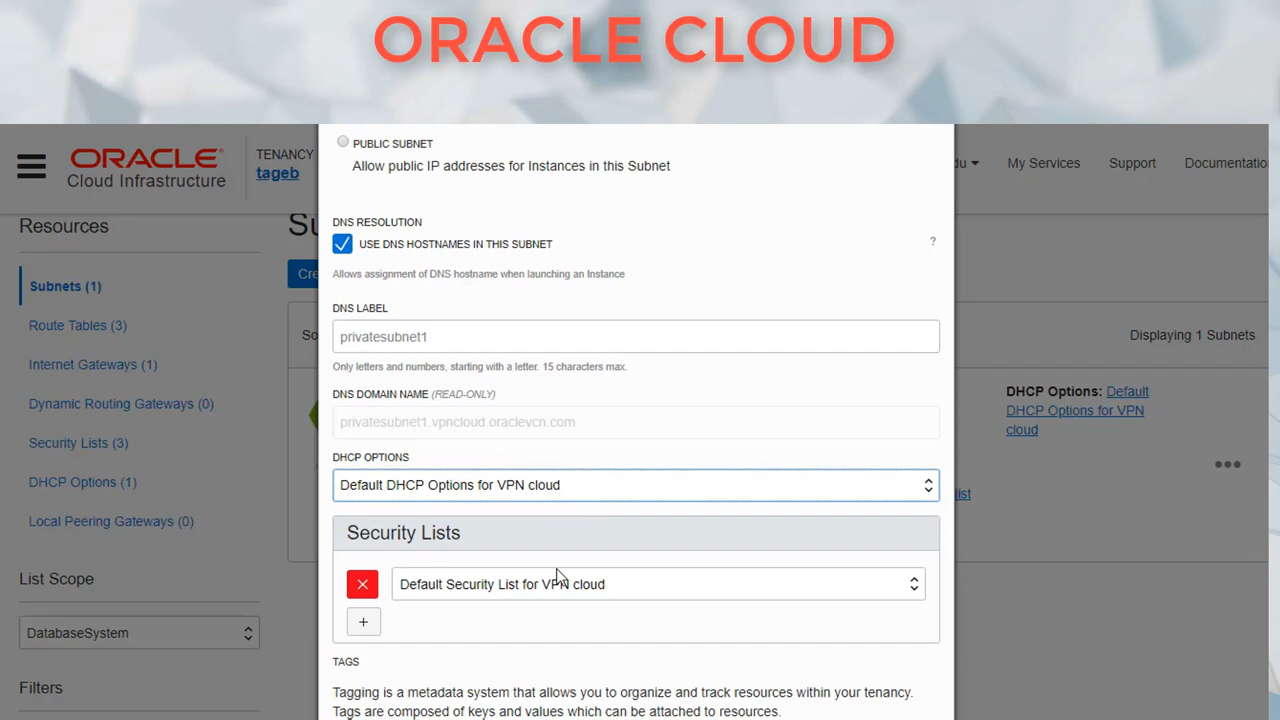 ORACLE CLOUD
ORACLE
Cloud Infrastructure
TENANCY
tageb
My Services
Support
Resources
Subnets (1)
Route Tables (3)
Internet Gateways (1)
Dynamic Routing Gateways (0)
Security Lists (3)
DHCP Options (1)
Local Peering Gateways (0)
List Scope
DatabaseSystem
Filters
PUBLIC SUBNET
Allow public IP addresses for Instances in this Subnet
DNS RESOLUTION
USE DNS HOSTNAMES IN THIS SUBNET
?
Allows assignment of DNS hostname when launching an Instance
DNS LABEL
privatesubnet1
Only letters and numbers, starting with a letter. 15 characters max.
DNS DOMAIN NAME (READ-ONLY)
privatesubnet1.vpncloud.oraclevcn.com
DHCP OPTIONS
Default DHCP Options for VPN cloud
Security Lists
Default Security List for VPN cloud
+
TAGS
Tagging is a metadata system that allows you to organize and track resources within your tenancy.
Tags are composed of keys and values which can be attached to resources.
Displaying 1 Subnets
DHCP Options: Default
DHCP Options for VPN
cloud